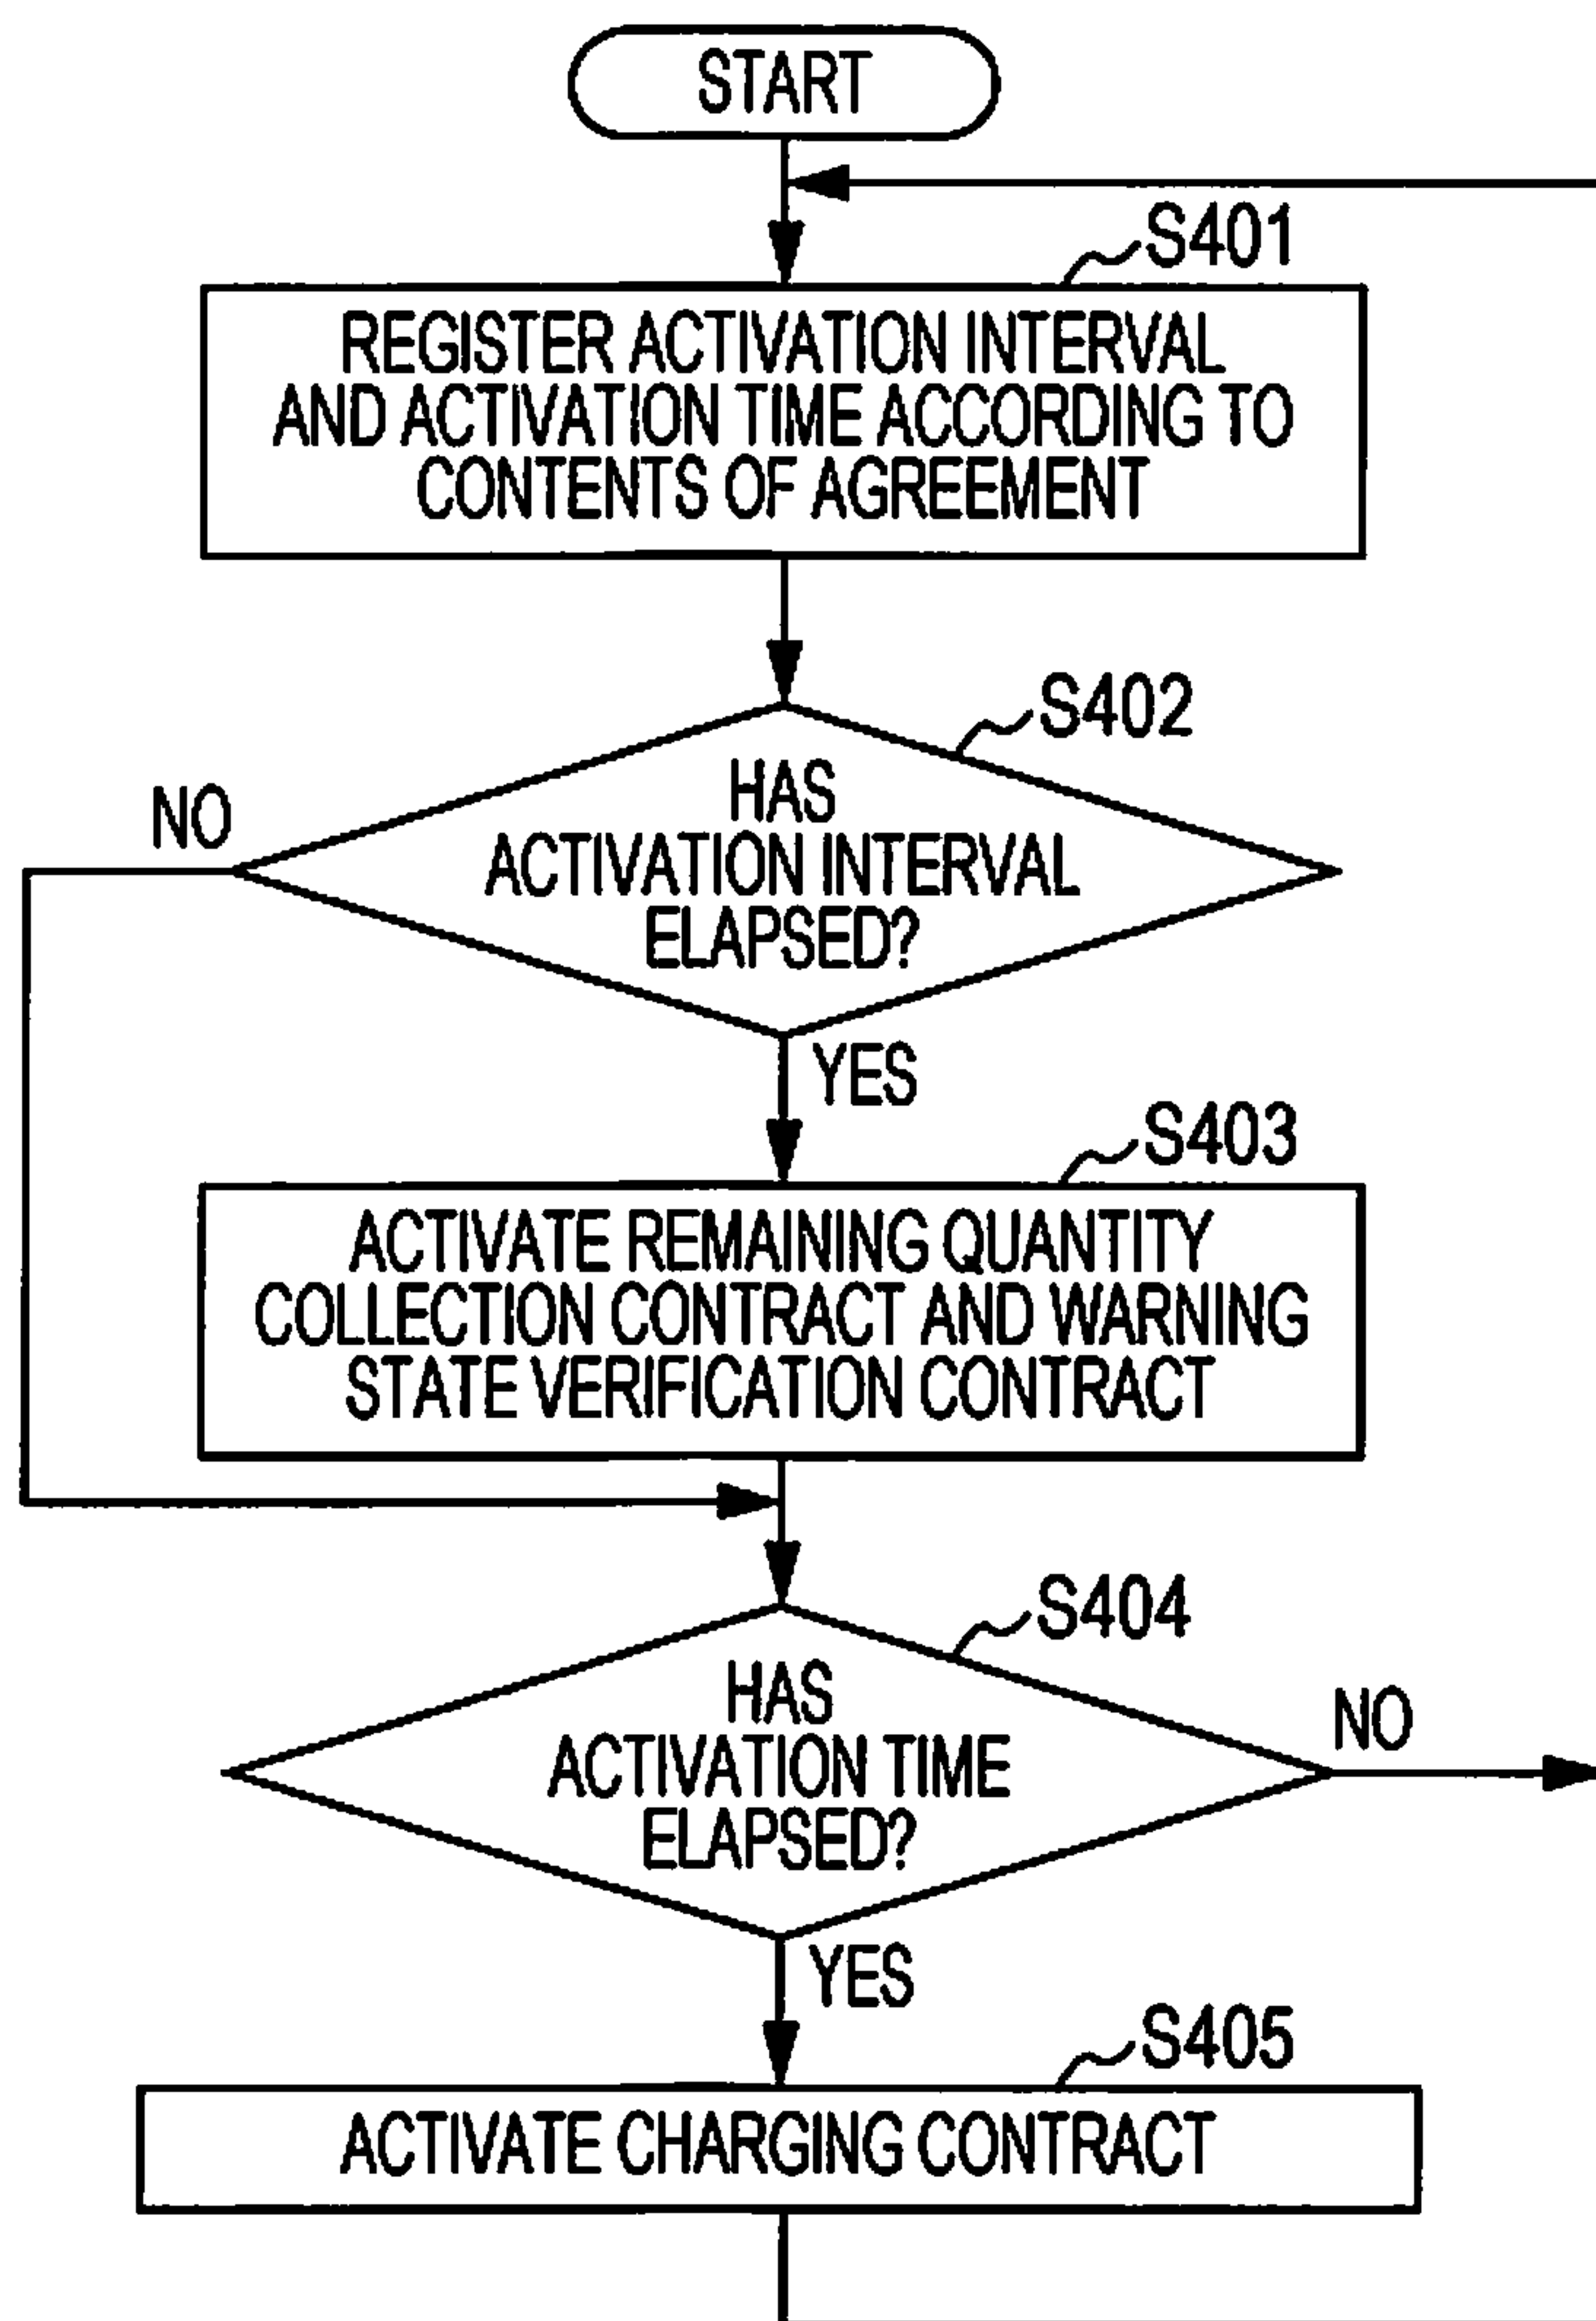 START
S401
REGISTER ACTIVATION INTERVAL
AND ACTIVATION TIME ACCORDING TO
CONTENTS OF AGREEMENT
S402
NO
HAS
ACTIVATION INTERVAL
ELAPSED?
YES
S403
ACTIVATE REMAINING QUANTITY
COLLECTION CONTRACT AND WARNING
STATE VERIFICATION CONTRACT
S404
HAS
ACTIVATION TIME
ELAPSED?
NO
YES
S405
ACTIVATE CHARGING CONTRACT